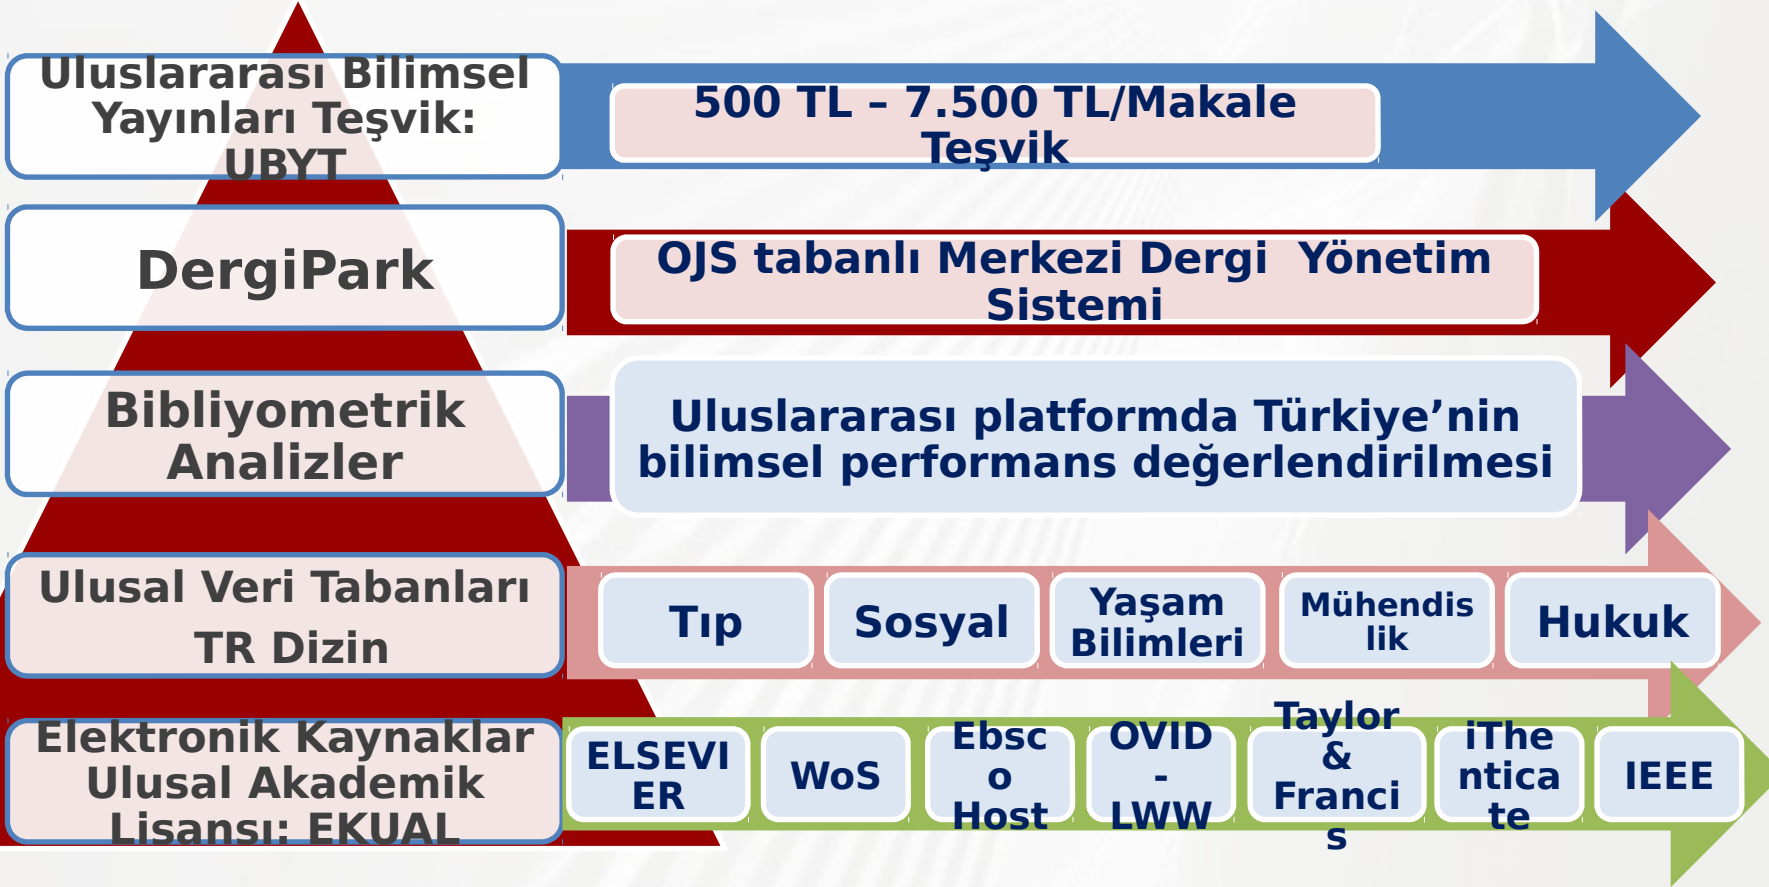 Uluslararası Bilimsel
Yayınları Teşvik:
UBYT
500 TL – 7.500 TL/Makale
Teşvik
DergiPark
OJS tabanlı Merkezi Dergi  Yönetim
Sistemi
Bibliyometrik
Analizler
Uluslararası platformda Türkiye’nin
bilimsel performans değerlendirilmesi
Ulusal Veri Tabanları
TR Dizin
Tıp
Sosyal
Yaşam
Bilimleri
Mühendis
lik
Hukuk
Elektronik Kaynaklar
Ulusal Akademik
Lisansı: EKUAL
ELSEVI
ER
WoS
Ebsc
o
Host
OVID
-
LWW
Taylor
&
Franci
s
iThe
ntica
te
IEEE